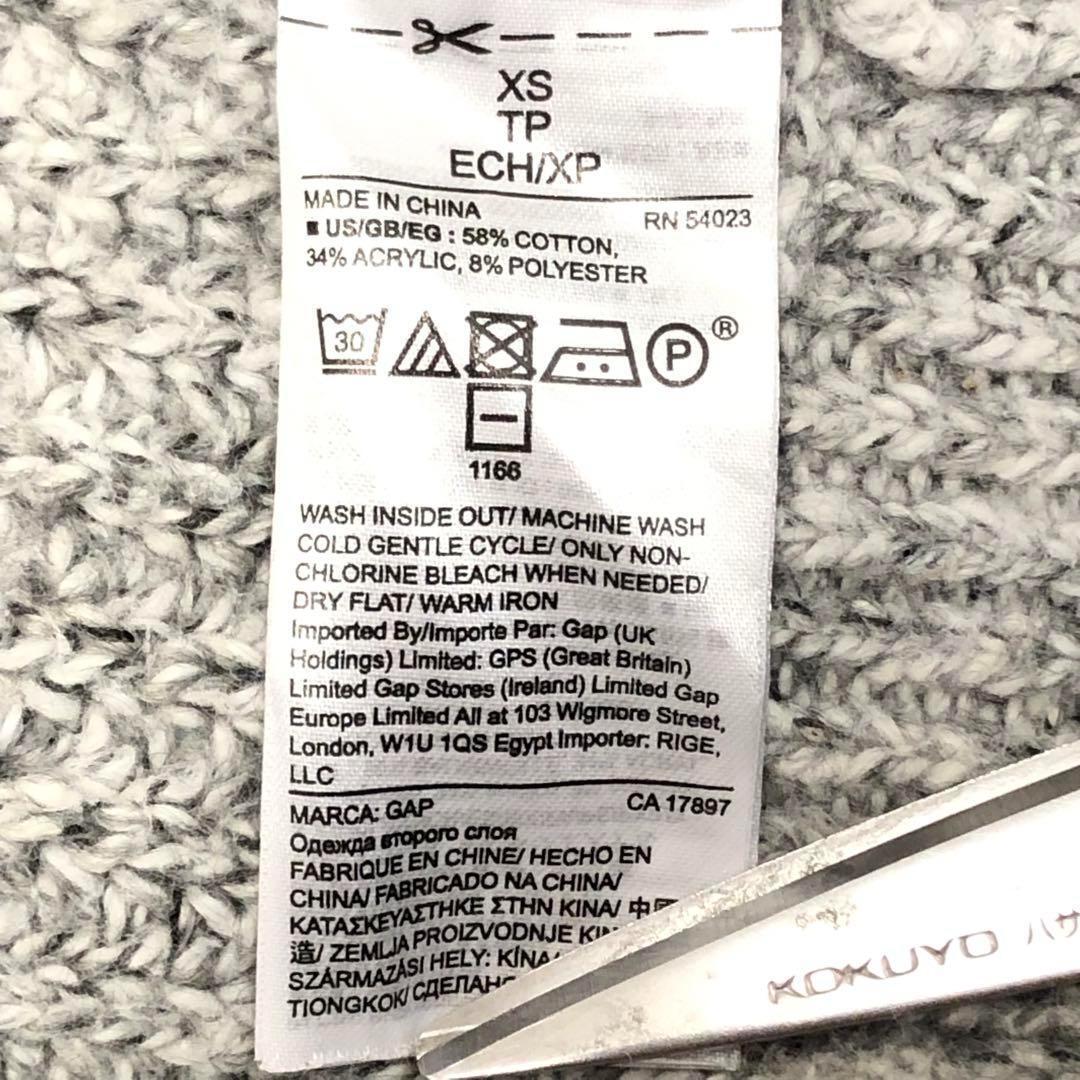 XS
TP
ECH/XP
MADE IN CHINA RN 54023
US/GB/EG : 58% COTTON,
34% ACRYLIC, 8% POLYESTER
30
P ®
1166
WASH INSIDE OUT/ MACHINE WASH
COLD GENTLE CYCLE/ ONLY NON-
CHLORINE BLEACH WHEN NEEDED/
DRY FLAT/ WARM IRON
Imported By/Importe Par: Gap (UK
Holdings) Limited: GPS (Great Britain)
Limited Gap Stores (Ireland) Limited Gap
Europe Limited All at 103 Wigmore Street,
London, W1U 1QS Egypt Importer: RIGE,
LLC
MARCA: GAP CA 17897
Одежда второго слоя
FABRIQUE EN CHINE/ HECHO EN
CHINA/ FABRICADO NA CHINA/
ΚΑΤΑΣΚΕΥΑΣΤΗΚΕ ΣΤΗΝ ΚΙΝΑ/ 中
造/ ZEMLJA PROIZVODNJE
SZÁRMAZÁSI HELY: KÍNA/
TIONGKOK/
KOKUYO ハサ